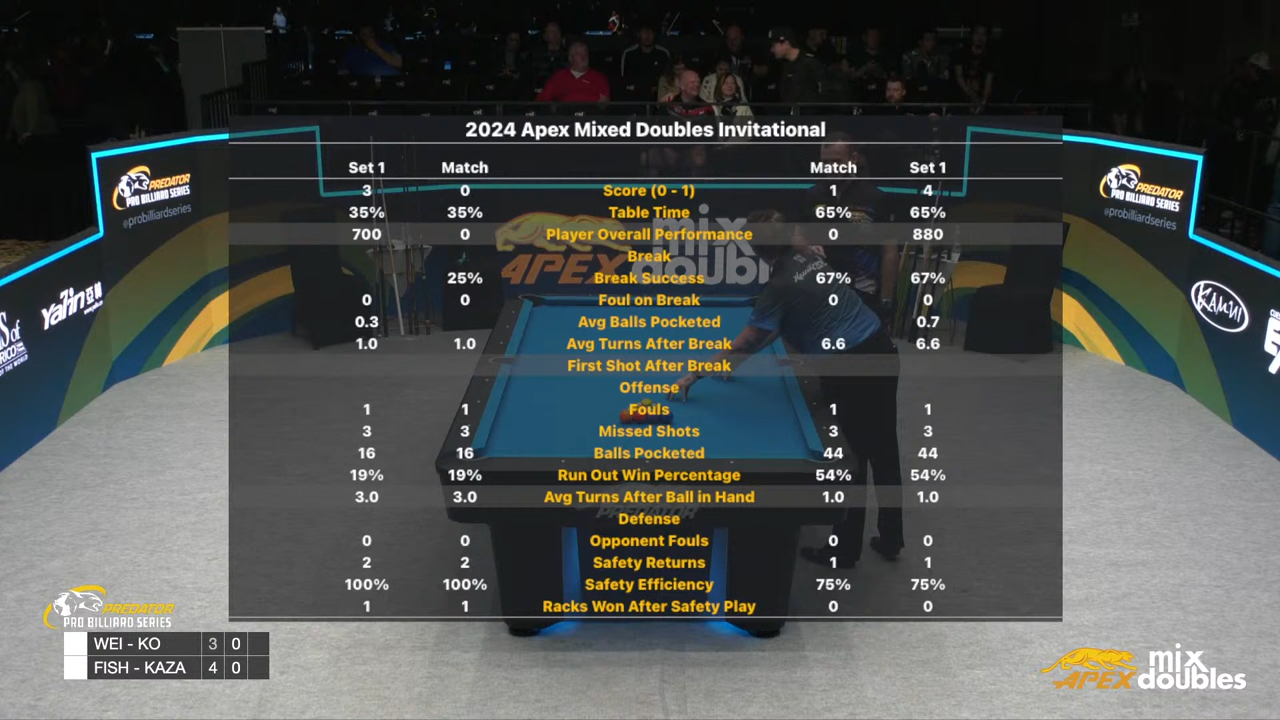 2024 Apex Mixed Doubles Invitational
Set 1 Match Match Set 1
3 0 Score (0 - 1) 1 4
35% 35% Table Time 65% 65%
700 0 Player Overall Performance 0 880
Break
25% Break Success 67% 67%
0 0 Foul on Break 0 0
0.3 Avg Balls Pocketed 0.7
1.0 1.0 Avg Turns After Break 6.6 6.6
First Shot After Break
Offense
1 1 Fouls 1 1
3 3 Missed Shots 3 3
16 16 Balls Pocketed 44 44
19% 19% Run Out Win Percentage 54% 54%
3.0 3.0 Avg Turns After Ball in Hand 1.0 1.0
Defense
0 0 Opponent Fouls 0 0
2 2 Safety Returns 1 1
100% 100% Safety Efficiency 75% 75%
1 1 Racks Won After Safety Play 0 0
PREDATOR
PRO BILLIARD SERIES
@probilliardseries
PREDATOR
PRO BILLIARD SERIES
@probilliardseries
APEX
mix
doubl
KAMUI
PREDATOR
PREDATOR
PRO BILLIARD SERIES
WEI - KO 3 0
FISH - KAZA 4 0
APEX mix
doubles